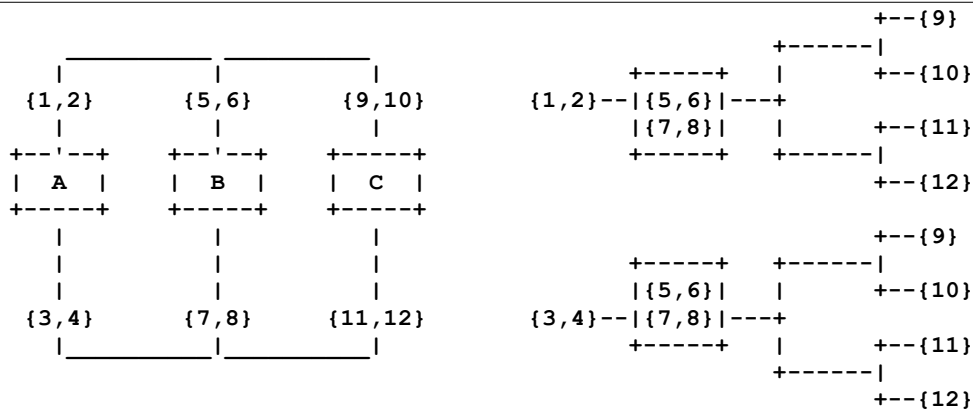 +--{9}
+------|
+-----+ | +--{10}
{1,2} {5,6} {9,10} {1,2}--|{5,6}|---+
|{7,8}| | +--{11}
+--'--+ +--'--+ +-----+ +-----+ +------|
| A | | B | | C | +--{12}
+-----+ +-----+ +-----+
| | | +--{9}
| | | +-----+ +------|
| | | |{5,6}| | +--{10}
{3,4} {7,8} {11,12} {3,4}--|{7,8}|---+
+-----+ | +--{11}
+------|
+--{12}